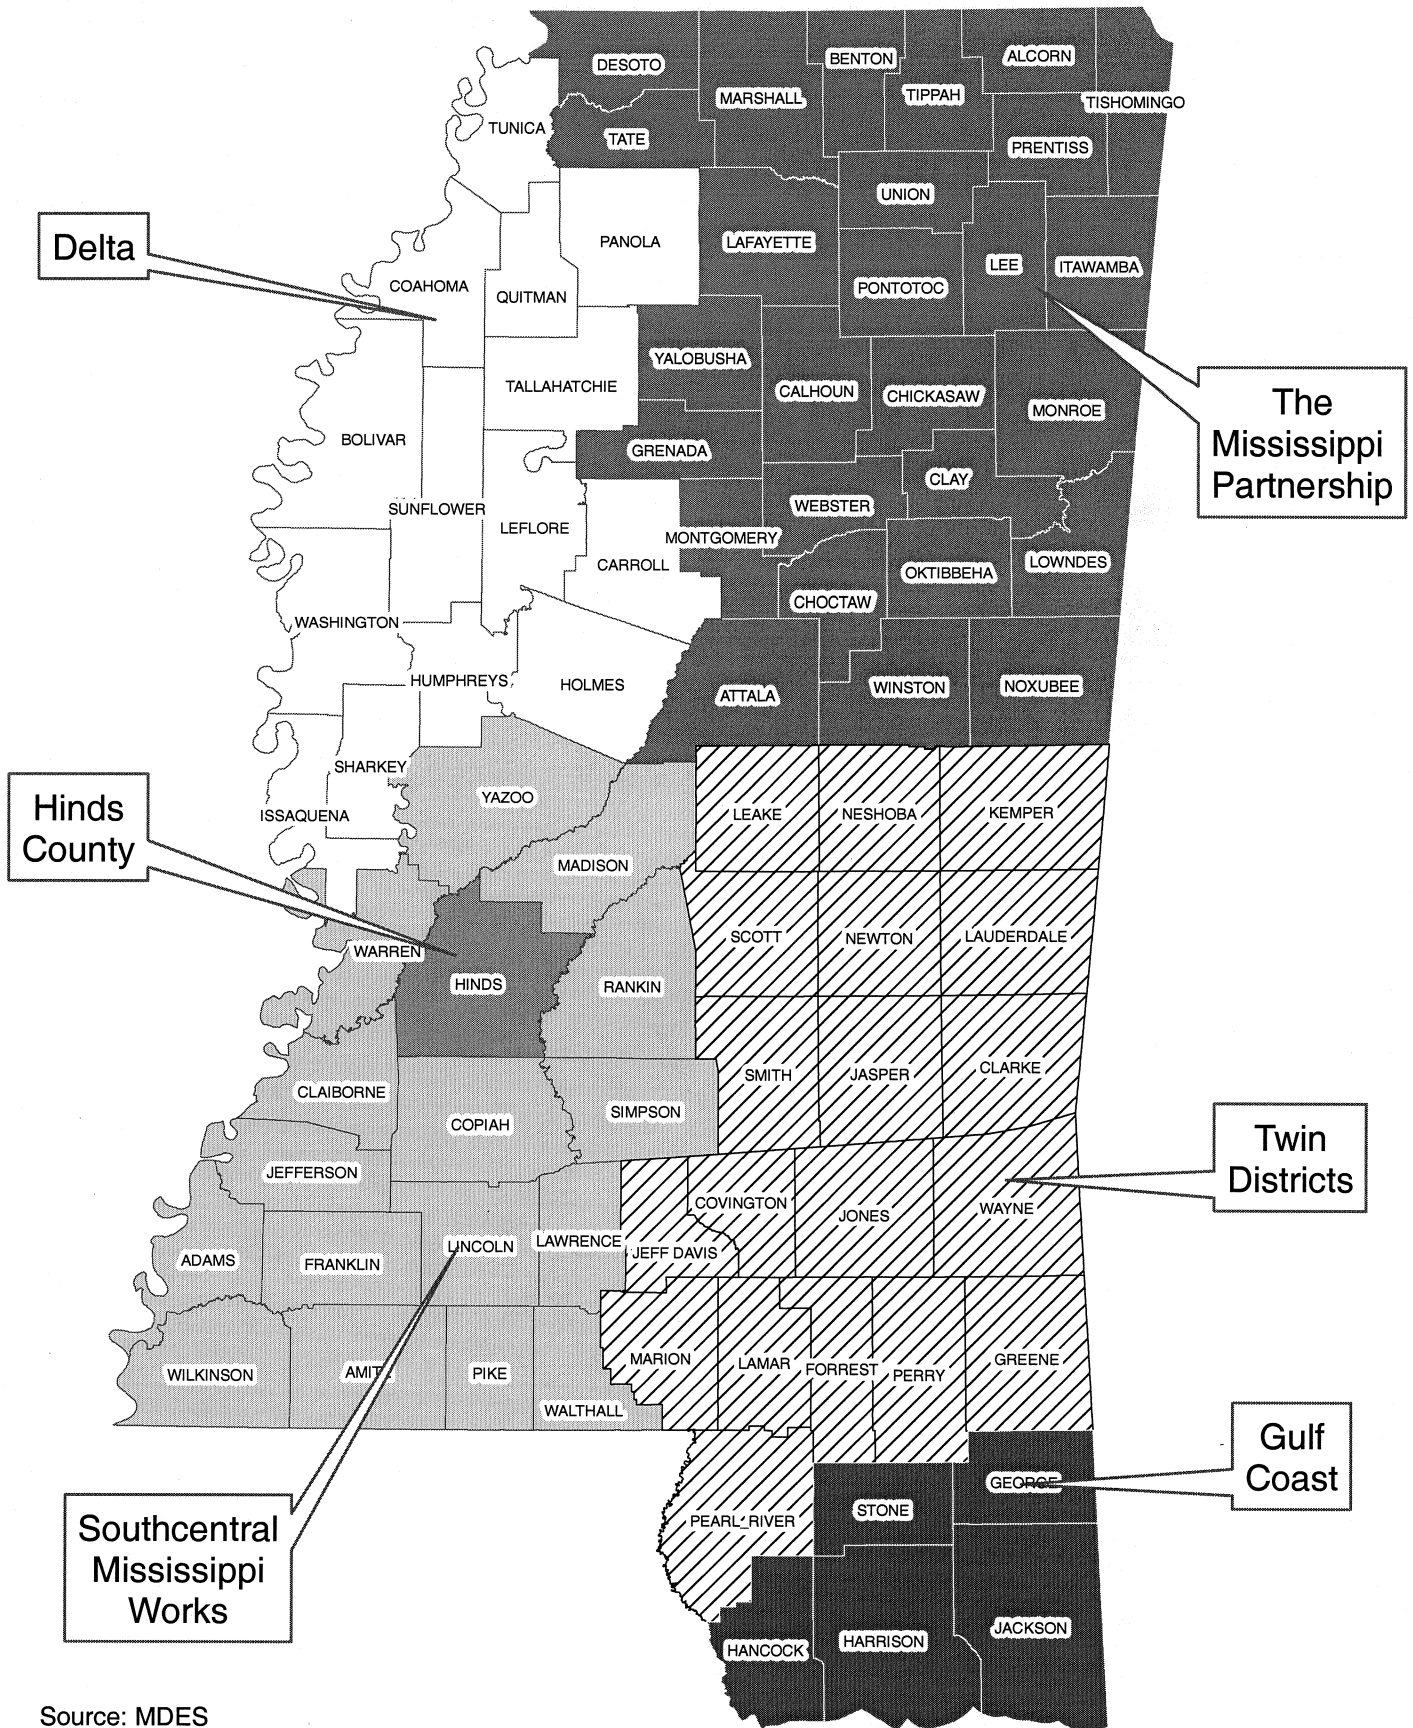 DESOTO
BENTON
ALCORN
MARSHALL
TIPPAH
TISHOMINGO
TUNICA
TATE
PRENTISS
UNION
Delta
PANOLA
LAFAYETTE
LEE
ITAWAMBA
COAHOMA
QUITMAN
PONTOTOC
YALOBUSHA
TALLAHATCHIE
CALHOUN
CHICKASAW
MONROE
The
Mississippi
Partnership
BOLIVAR
GRENADA
CLAY
SUNFLOWER
WEBSTER
LEFLORE
MONTGOMERY
CARROLL
LOWNDES
OKTIBBEHA
CHOCTAW
WASHINGTON
HUMPHREYS
HOLMES
ATTALA
WINSTON
NOXUBEE
SHARKEY
YAZOO
Hinds
County
ISSAQUENA
LEAKE
NESHOBA
KEMPER
MADISON
WARREN
SCOTT
NEWTON
LAUDERDALE
HINDS
RANKIN
SMITH
JASPER
CLARKE
CLAIBORNE
COPIAH
SIMPSON
Twin
Districts
JEFFERSON
COVINGTON
JONES
WAYNE
ADAMS
FRANKLIN
LINCOLN
LAWRENCE
JEFF DAVIS
WILKINSON
PIKE
WALTHALL
MARION
LAMAR
FORREST
PERRY
GREENE
Gulf
Coast
GEORGE
STONE
PEARL_RIVER
Southcentral
Mississippi
Works
HANCOCK
HARRISON
JACKSON
Source: MDES